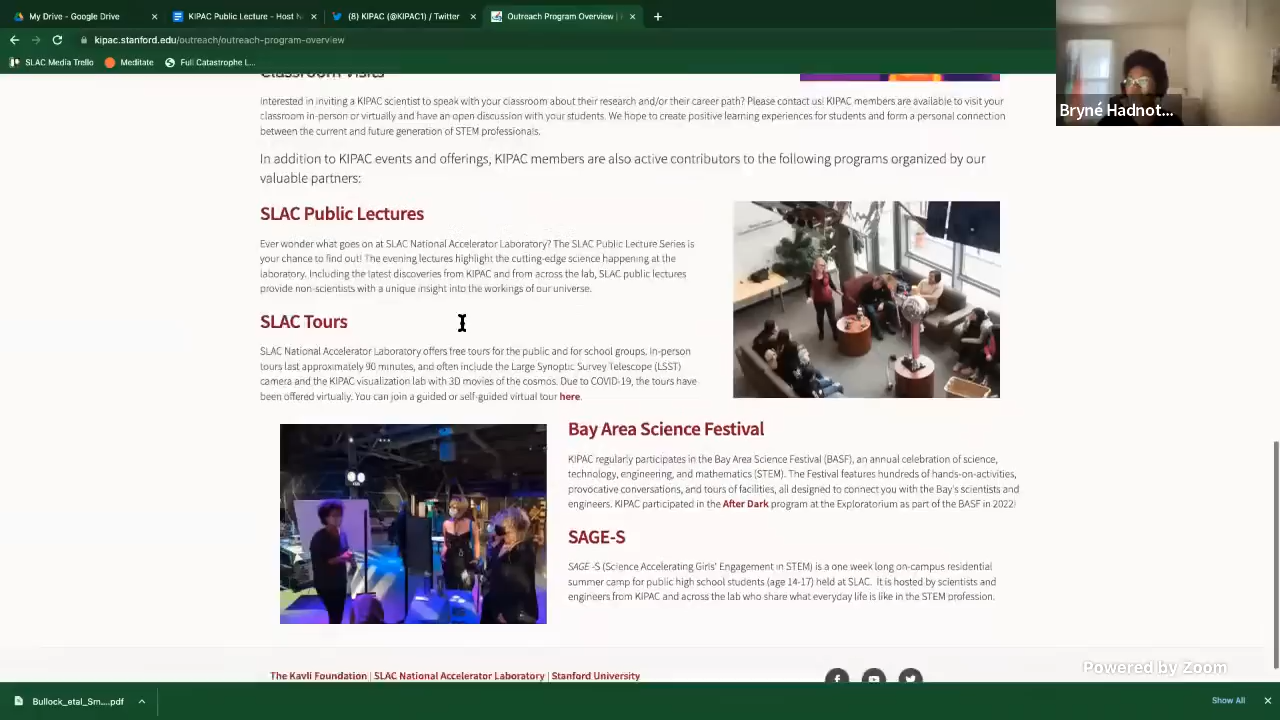 My Drive - Google Drive
KIPAC Public Lecture - Host N
(8) KIPAC (@KIPAC1) / Twitter
Outreach Program Overview |
kipac.stanford.edu/outreach/outreach-program-overview
SLAC Media Trello
Meditate
Full Catastrophe L...
Bryné Hadnot...
Classroom Visits
Interested in inviting a KIPAC scientist to speak with your classroom about their research and/or their career path? Please contact us! KIPAC members are available to visit your
classroom in-person or virtually and have an open discussion with your students. We hope to create positive learning experiences for students and form a personal connection
between the current and future generation of STEM professionals.
In addition to KIPAC events and offerings, KIPAC members are also active contributors to the following programs organized by our
valuable partners:
SLAC Public Lectures
Ever wonder what goes on at SLAC National Accelerator Laboratory? The SLAC Public Lecture Series is
your chance to find out! The evening lectures highlight the cutting-edge science happening at the
laboratory. Including the latest discoveries from KIPAC and from across the lab, SLAC public lectures
provide non-scientists with a unique insight into the workings of our universe.
SLAC Tours
SLAC National Accelerator Laboratory offers free tours for the public and for school groups. In-person
tours last approximately 90 minutes, and often include the Large Synoptic Survey Telescope (LSST)
camera and the KIPAC visualization lab with 3D movies of the cosmos. Due to COVID-19, the tours have
been offered virtually. You can join a guided or self-guided virtual tour here.
Bay Area Science Festival
KIPAC regularly participates in the Bay Area Science Festival (BASF), an annual celebration of science,
technology, engineering, and mathematics (STEM). The Festival features hundreds of hands-on-activities,
provocative conversations, and tours of facilities, all designed to connect you with the Bay's scientists and
engineers. KIPAC participated in the After Dark program at the Exploratorium as part of the BASF in 2022!
SAGE-S
SAGE -S (Science Accelerating Girls' Engagement in STEM) is a one week long on-campus residential
summer camp for public high school students (age 14-17) held at SLAC. It is hosted by scientists and
engineers from KIPAC and across the lab who share what everyday life is like in the STEM profession.
The Kavli Foundation | SLAC National Accelerator Laboratory | Stanford University
Powered by Zoom
Bullock_etal_Sm....pdf
Show All